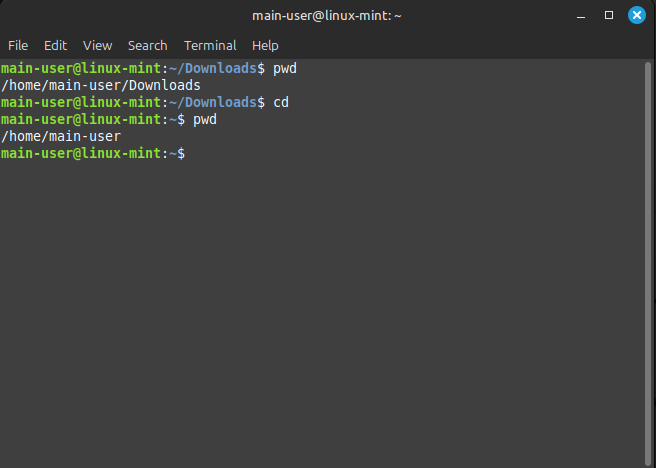 main-user@linux-mint: ~
File Edit View Search Terminal Help
main-user@linux-mint:~/Downloads$ pwd
/home/main-user/Downloads
main-user@linux-mint:~/Downloads$ cd
main-user@linux-mint:~$ pwd
/home/main-user
main-user@linux-mint:~$